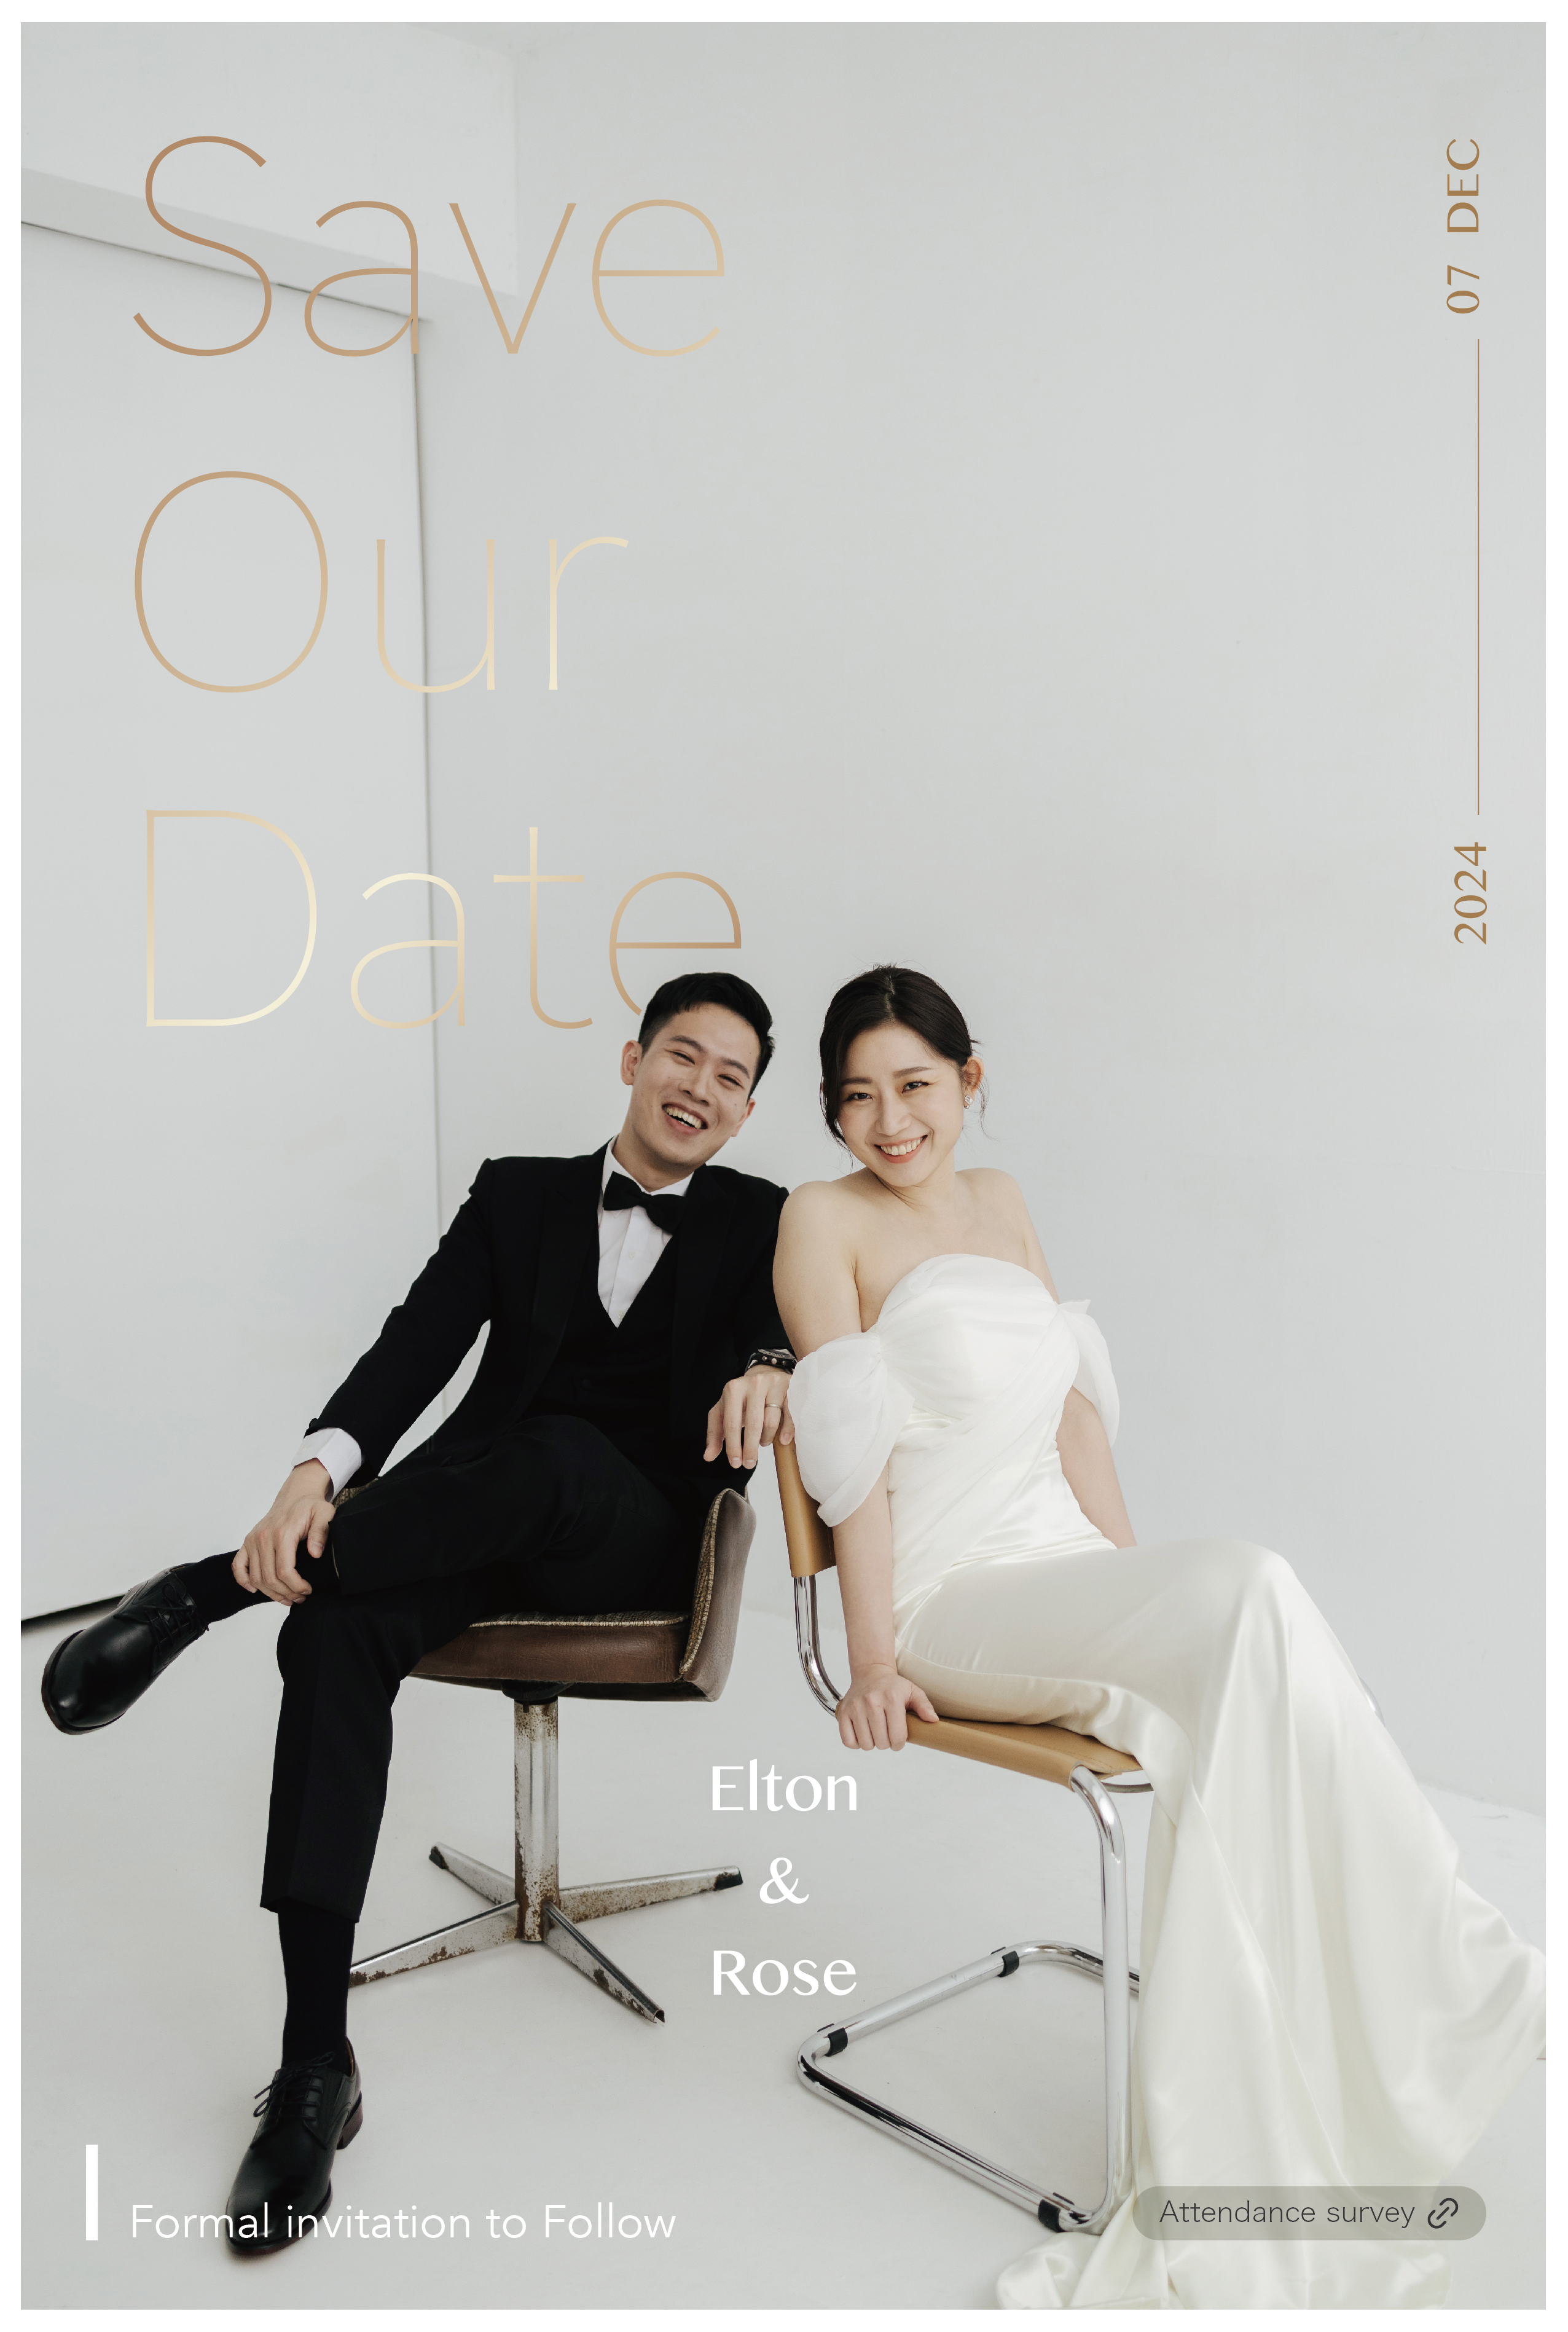 Save
Our
Date
07 DEC
2024
Elton
&
Rose
Formal invitation to Follow
Attendance survey